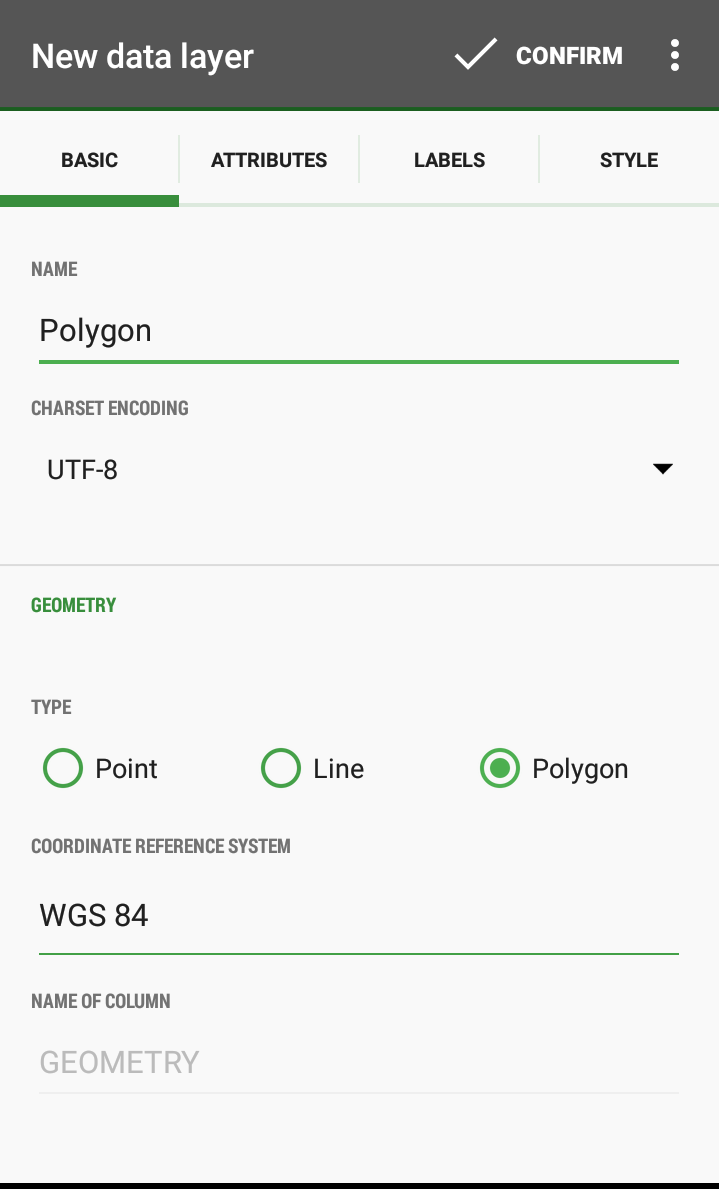 New data layer CONFIRM
BASIC ATTRIBUTES LABELS STYLE
NAME
Polygon
CHARSET ENCODING
UTF-8
GEOMETRY
TYPE
Point Line Polygon
COORDINATE REFERENCE SYSTEM
WGS 84
NAME OF COLUMN
GEOMETRY